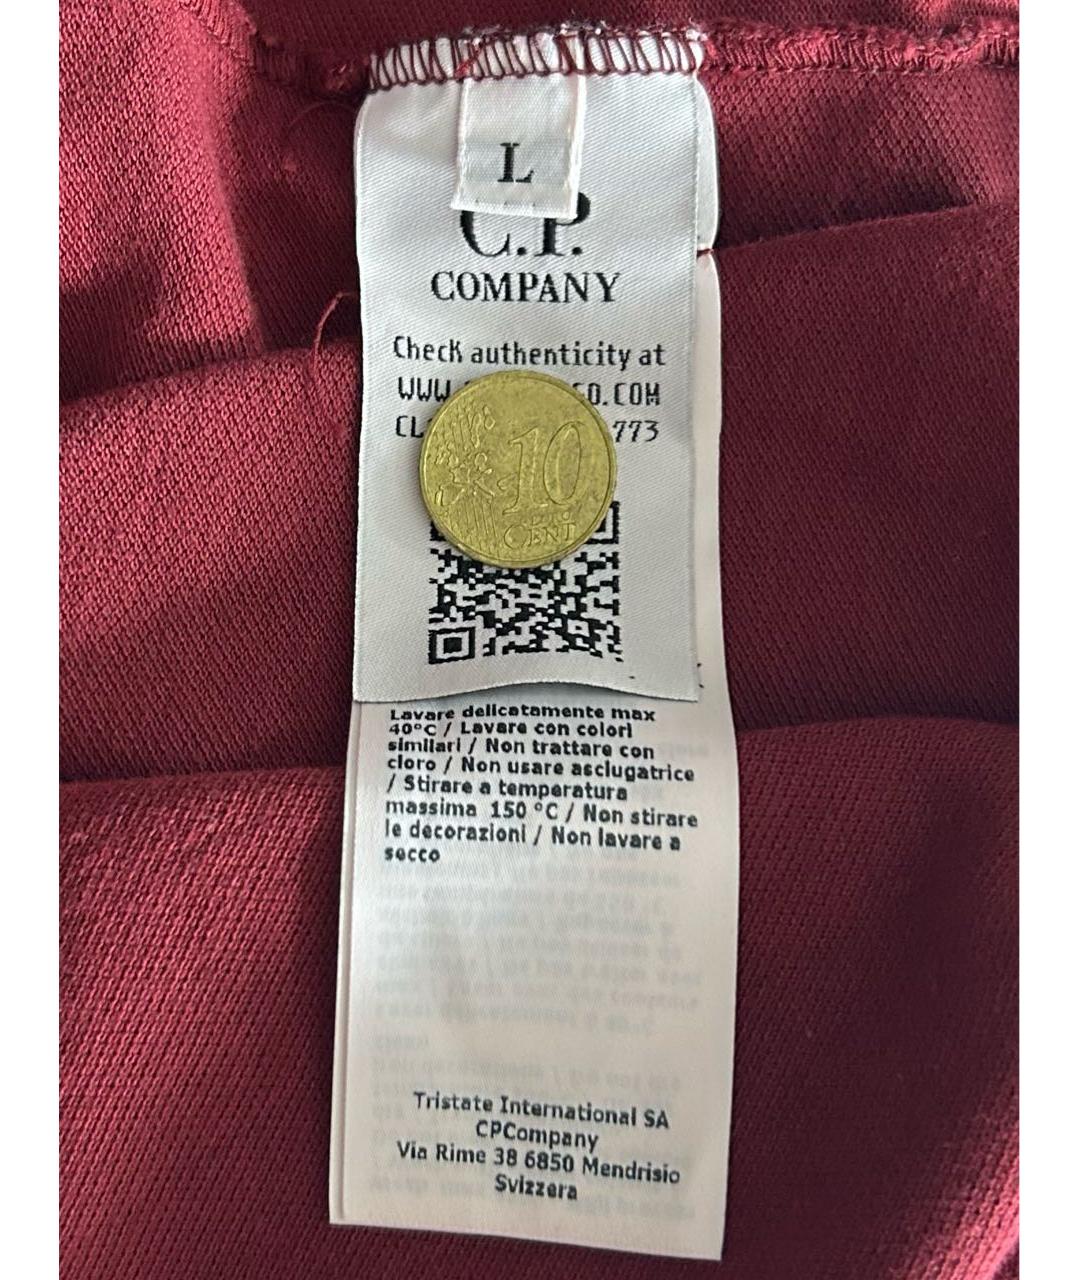 L
C.P.
COMPANY
Check authenticity at
WWW
CO.COM
CL
773
10
CENT
Lavare delicatamente max
40°C / Lavare con colori
similari / Non trattare con
cloro / Non usare asciugatrice
/ Stirare a temperatura
massima 150 °C / Non stirare
le decorazioni / Non lavare a
secco
Tristate International SA
CPCompany
Via Rime 38 6850 Mendrisio
Svizzera